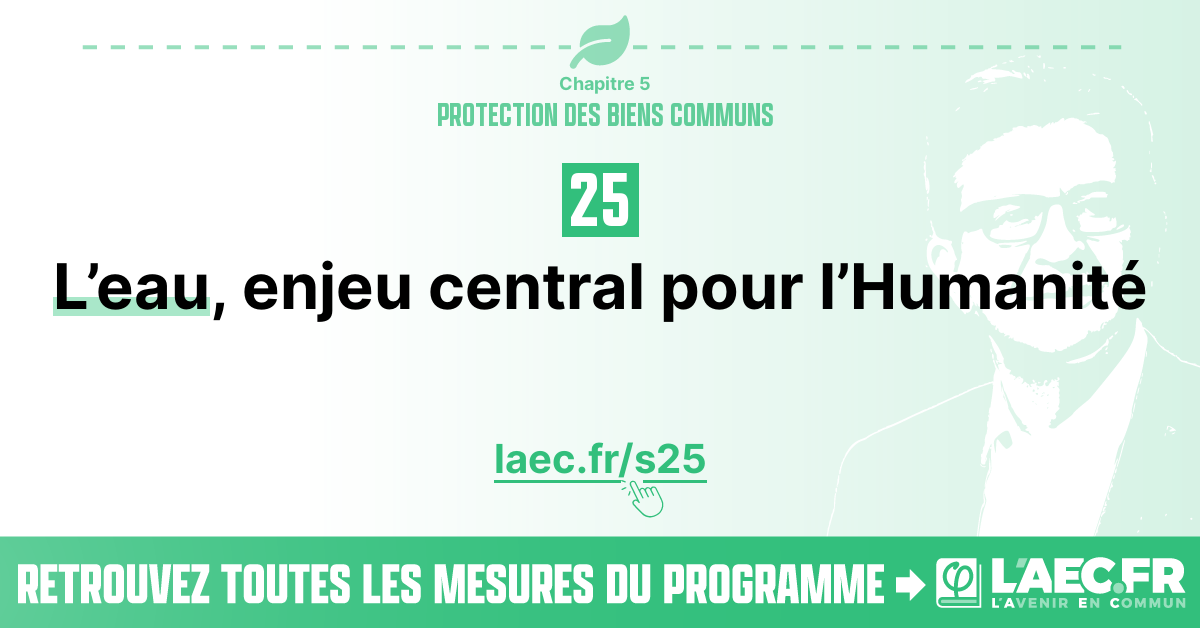 Chapitre 5
PROTECTION DES BIENS COMMUNS
25
L’eau, enjeu central pour l’Humanité
laec.fr/s25
RETROUVEZ TOUTES LES MESURES DU PROGRAMME
φ L'AEC.FR
L'AVENIR EN COMMUN